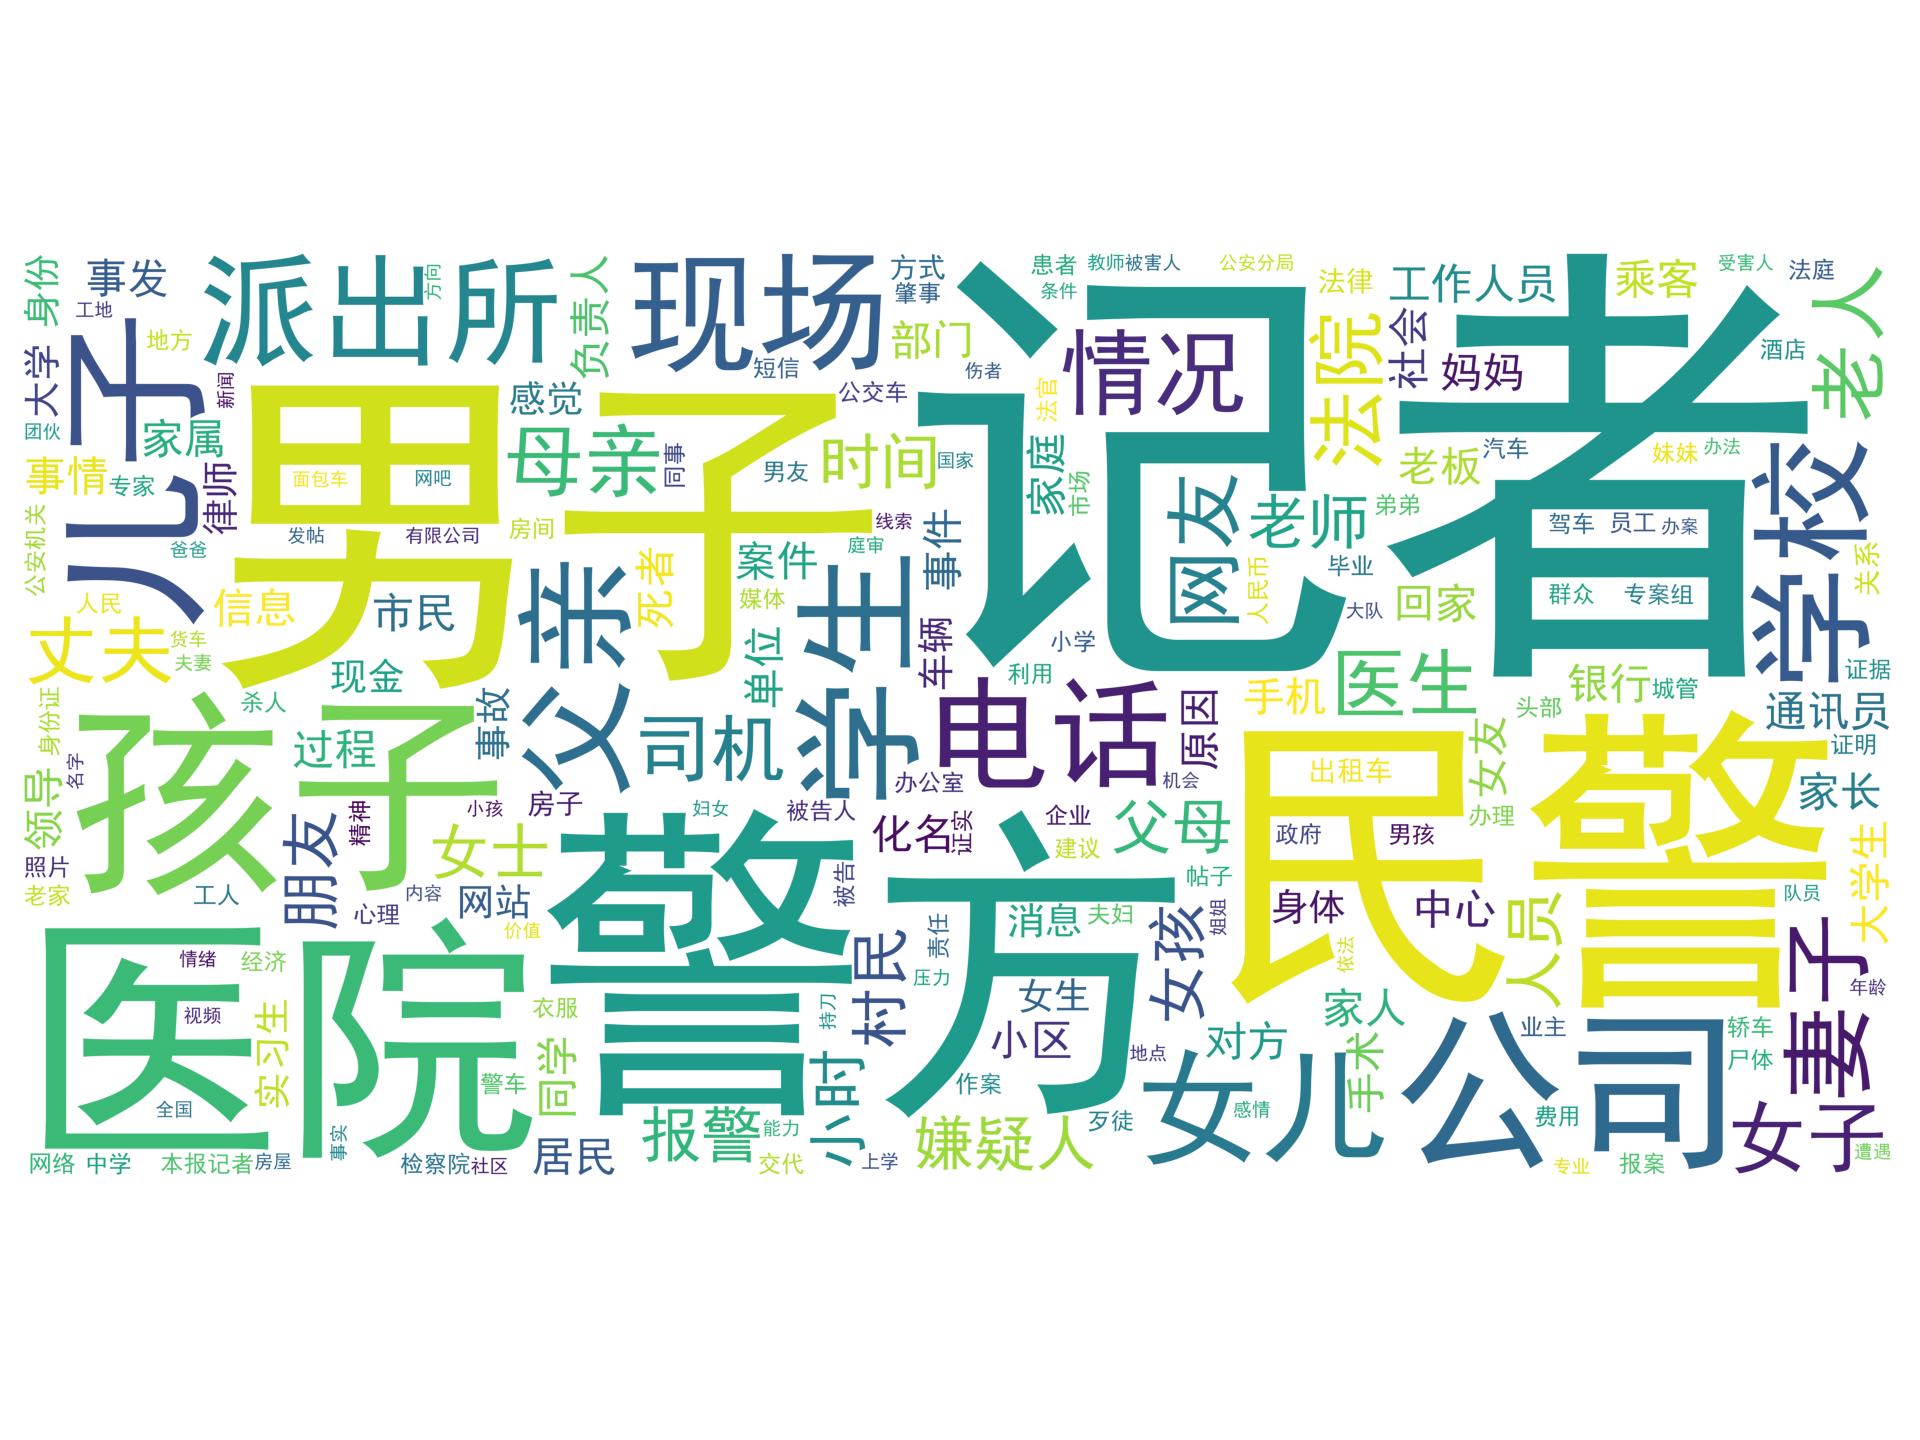 身份
事发
工地
派出所
方向
负责人
现场
方式
肇事
记者
患者
条件
教师
被害人
公安分局
法律
工作人员
乘客
受害人
法庭
老人
大学
地方
儿子
新闻
团伙
家属
男子
感觉
短信
部门
伤者
公交车
情况
法官
法院
社会
妈妈
酒店
事情
专家
律师
面包车
网吧
母亲
同事
男友
时间
国家
家庭
市场
网友
老师
老板
弟弟
汽车
妹妹
办法
学校
公安机关
爸爸
发帖
有限公司
房间
案件
死者
庭审
线索
事件
毕业
驾车
员工
办案
关系
人民
信息
市民
父亲
媒体
学生
人民币
大队
回家
群众
专案组
丈夫
货车
夫妻
现金
单位
车辆
利用
小学
医生
手机
银行
城管
证据
身份证
杀人
孩子
过程
事故
司机
电话
原因
女友
头部
通讯员
证明
名字
领导
照片
老家
精神
小孩
房子
妇女
被告人
办公室
机会
化名
证实
企业
建议
父母
民警
出租车
政府
男孩
办理
家长
工人
朋友
心理
女士
内容
网站
价值
警方
被告
责任
消息
夫妇
帖子
姐姐
身体
中心
依法
人员
大学生
队员
医院
情绪
经济
视频
实习生
衣服
村民
压力
持刀
女生
女孩
小区
地点
家人
妻子
年龄
全国
警车
同学
小时
作案
对方
女儿
感情
手术
公司
业主
轿车
尸体
费用
网络
中学
本报记者
房屋
事实
检察院
社区
居民
报警
能力
交代
上学
嫌疑人
歹徒
专业
报案
女子
遭遇